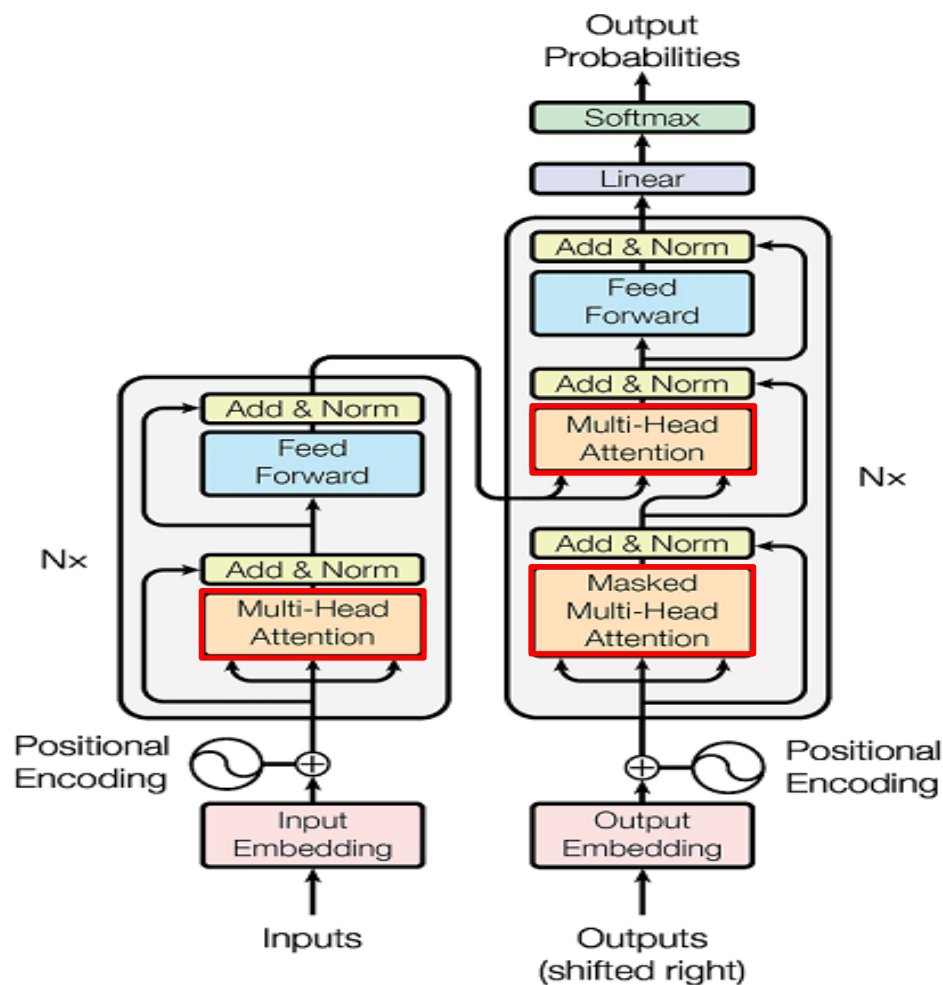 Output
Probabilities
Softmax
Linear
Add & Norm
Feed
Forward
Add & Norm
Multi-Head
Attention
Nx
Add & Norm
Masked
Multi-Head
Attention
Add & Norm
Feed
Forward
Nx
Add & Norm
Multi-Head
Attention
Positional
Encoding
Positional
Encoding
Input
Embedding
Output
Embedding
Inputs
Outputs
(shifted right)